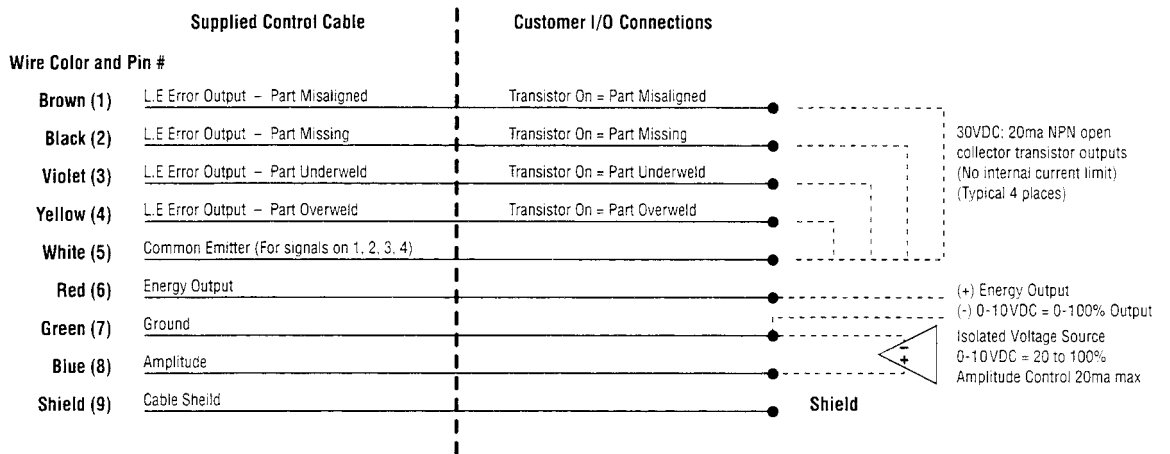 Supplied Control Cable Customer I/O Connections
Wire Color and Pin #
Brown (1) L.E Error Output – Part Misaligned Transistor On = Part Misaligned
Black (2) L.E Error Output – Part Missing Transistor On = Part Missing
Violet (3) L.E Error Output – Part Underweld Transistor On = Part Underweld
Yellow (4) L.E Error Output – Part Overweld Transistor On = Part Overweld
White (5) Common Emitter (For signals on 1, 2, 3, 4)
Red (6) Energy Output
Green (7) Ground
Blue (8) Amplitude
Shield (9) Cable Sheild Shield
30VDC: 20ma NPN open
collector transistor outputs
(No internal current limit)
(Typical 4 places)
(+) Energy Output
(-) 0-10VDC = 0-100% Output
Isolated Voltage Source
0-10VDC = 20 to 100%
Amplitude Control 20ma max
–
+